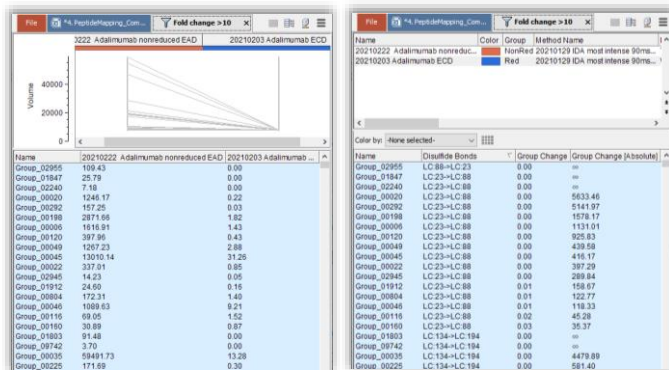 File *4. PeptideMapping_Com... Fold change >10 x
)222 Adalimumab nonreduced EAD 20210203 Adalimumab ECD
Volume
40000
20000
0
Name 20210222 Adalimumab nonreduced EAD 20210203 Adalimumab ...
Group_02955 109.43 0.00
Group_01847 25.79 0.00
Group_02240 7.18 0.00
Group_00020 1246.17 0.22
Group_00292 157.25 0.03
Group_00198 2871.66 1.82
Group_00006 1616.91 1.43
Group_00120 397.96 0.43
Group_00049 1267.23 2.88
Group_00045 13010.14 31.26
Group_00022 337.01 0.85
Group_02945 14.23 0.05
Group_01912 24.60 0.16
Group_00804 172.31 1.40
Group_00046 1089.63 9.21
Group_00116 69.05 1.52
Group_00160 30.89 0.87
Group_01803 91.48 0.00
Group_09742 3.70 0.00
Group_00035 59491.73 13.28
Group_00225 171.69 0.30
File *4. PeptideMapping_Com... Fold change >10 x
Name Color Group Method Name
20210222 Adalimumab nonreduc... NonRed 20210129 IDA most intense 90ms...
20210203 Adalimumab ECD Red 20210129 IDA most intense 90ms...
Color by: -None selected-
Name Disulfide Bonds Group Change Group Change [Absolute]
Group_02955 LC:88->LC:23 0.00 ∞
Group_01847 LC:23->LC:88 0.00 ∞
Group_02240 LC:23->LC:88 0.00 ∞
Group_00020 LC:23->LC:88 0.00 5633.46
Group_00292 LC:23->LC:88 0.00 5141.97
Group_00198 LC:23->LC:88 0.00 1578.17
Group_00006 LC:23->LC:88 0.00 1131.01
Group_00120 LC:23->LC:88 0.00 925.83
Group_00049 LC:23->LC:88 0.00 439.58
Group_00045 LC:23->LC:88 0.00 416.17
Group_00022 LC:23->LC:88 0.00 397.29
Group_02945 LC:23->LC:88 0.00 289.84
Group_01912 LC:23->LC:88 0.01 158.67
Group_00804 LC:23->LC:88 0.01 122.77
Group_00046 LC:23->LC:88 0.01 118.33
Group_00116 LC:23->LC:88 0.02 45.28
Group_00160 LC:23->LC:88 0.03 35.37
Group_01803 LC:134->LC:194 0.00 ∞
Group_09742 LC:134->LC:194 0.00 ∞
Group_00035 LC:134->LC:194 0.00 4479.89
Group_00225 LC:134->LC:194 0.00 581.40